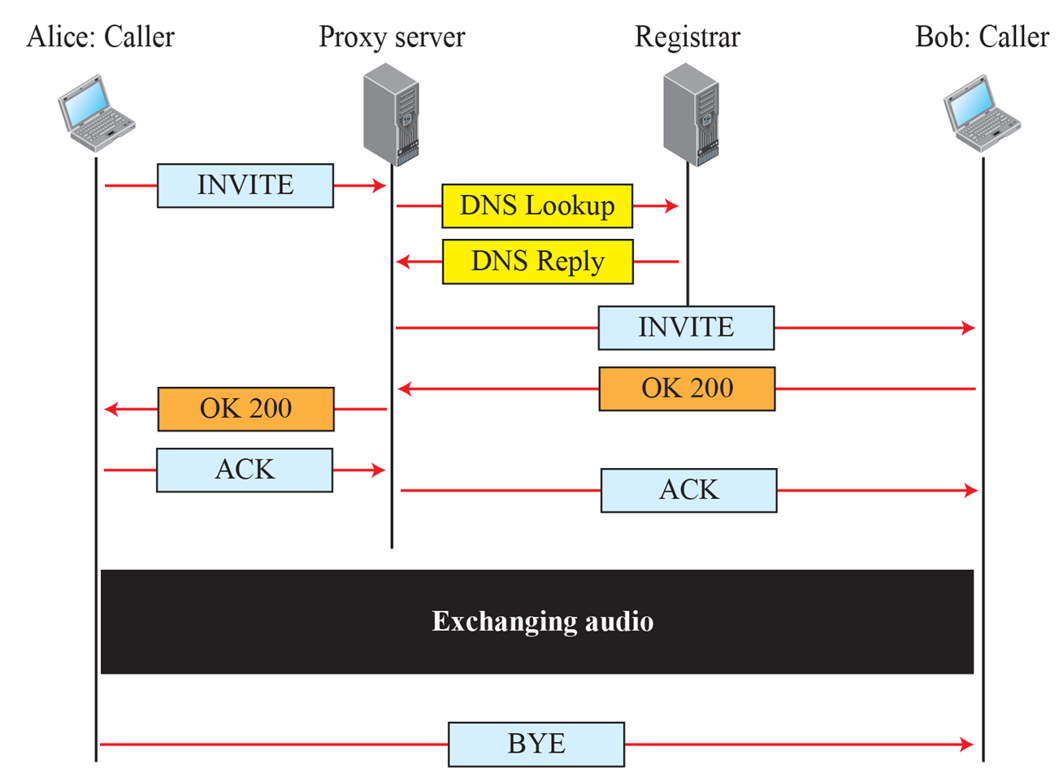 Alice: Caller
Proxy server
Registrar
Bob: Caller
INVITE
DNS Lookup
DNS Reply
INVITE
OK 200
OK 200
ACK
ACK
Exchanging audio
BYE